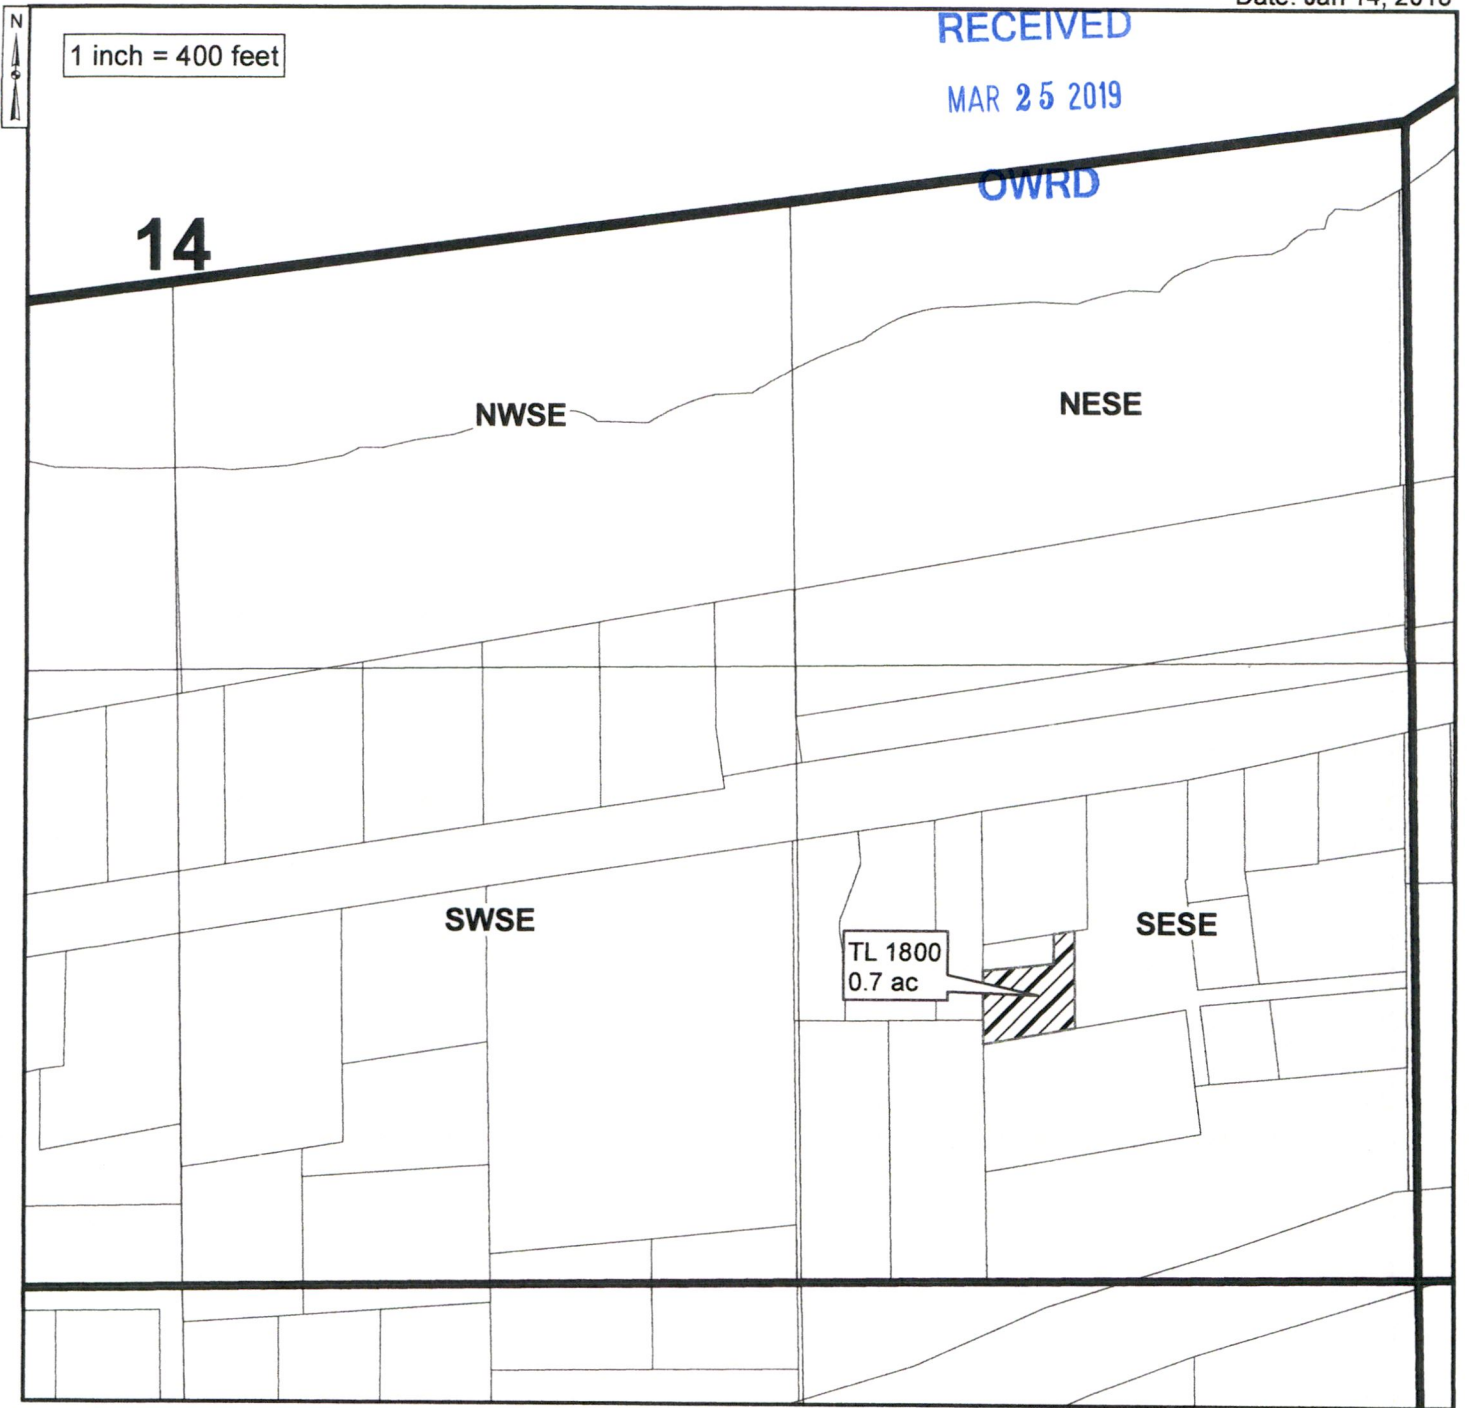 N
1 inch = 400 feet
RECEIVED
MAR 25 2019
OWRD
14
NWSE
NESE
SWSE
SESE
TL 1800
0.7 ac